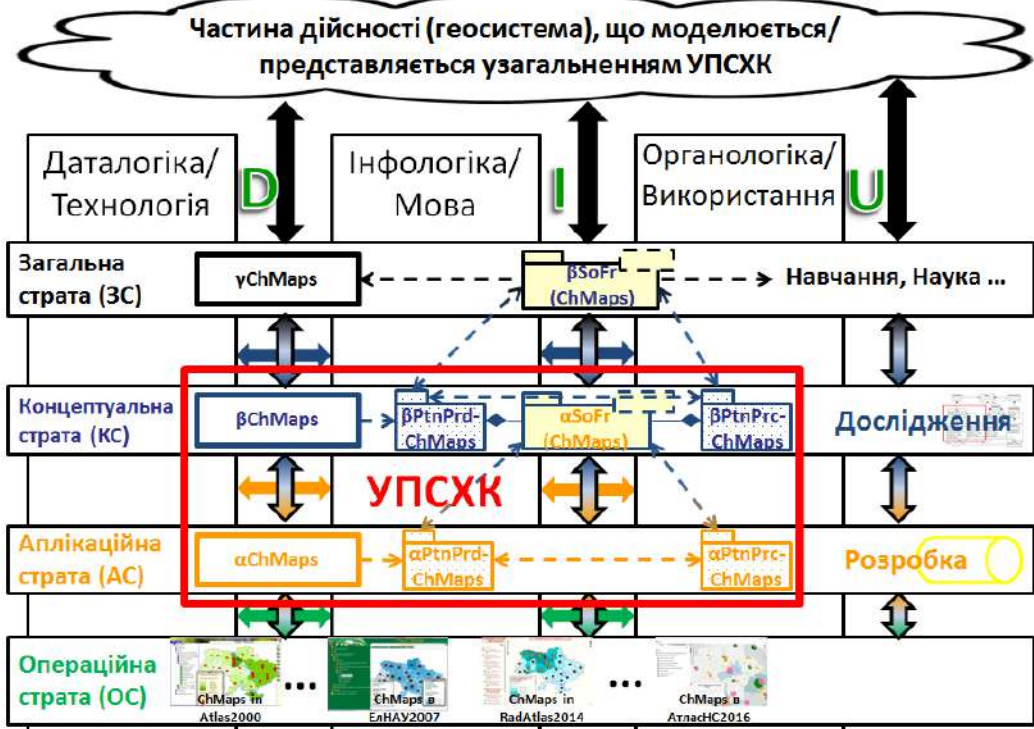 Частина дійсності (геосистема), що моделюється/
представляється узагальненням УПСХК
Даталогіка/
Технологія
D
Інфологіка/
Мова
I
Органологіка/
Використання
U
Загальна
страта (ЗС)
γChMaps
βSoFr
(ChMaps)
Навчання, Наука ...
Концептуальна
страта (КС)
βChMaps
βPtnPrd-
ChMaps
αSoFr
(ChMaps)
βPtnPrc-
ChMaps
Дослідження
УПСХК
Аплікаційна
страта (АС)
αChMaps
αPtnPrd-
ChMaps
αPtnPrc-
ChMaps
Розробка
Операційна
страта (ОС)
ChMaps in
Atlas2000
...
ChMaps в
ЕлНАУ2007
ChMaps in
RadAtlas2014
...
ChMaps в
АтласНС2016